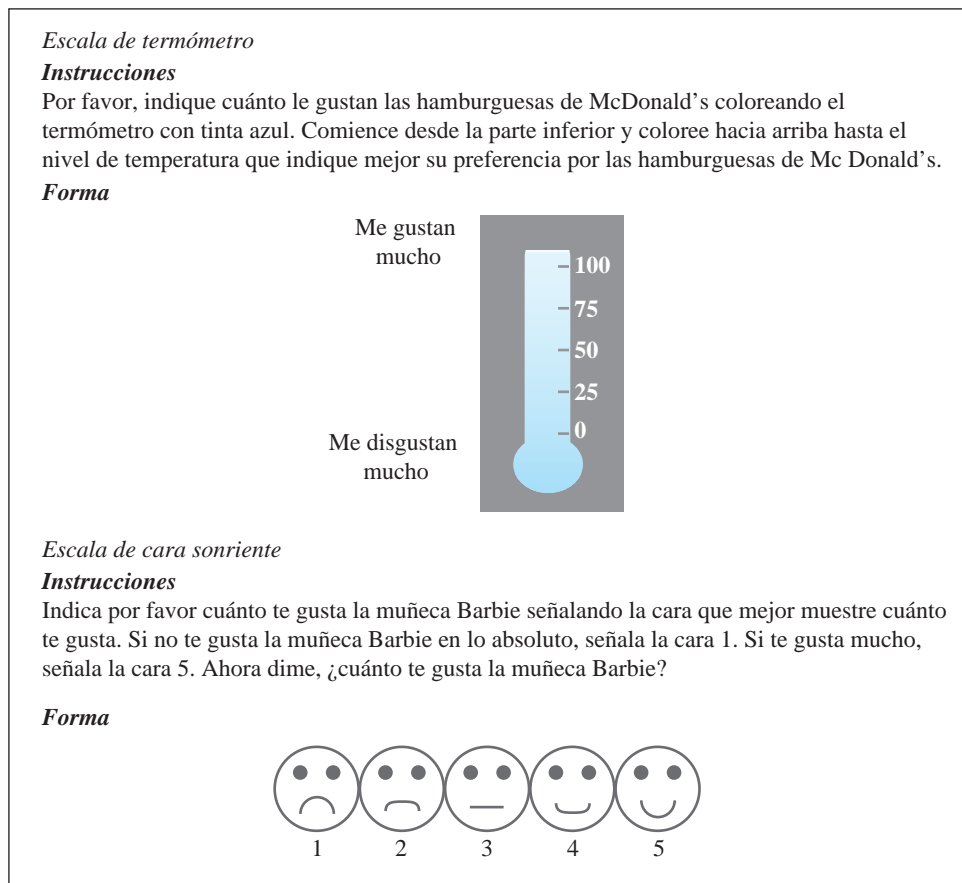 Escala de termómetro
Instrucciones
Por favor, indique cuánto le gustan las hamburguesas de McDonald's coloreando el
termómetro con tinta azul. Comience desde la parte inferior y coloree hacia arriba hasta el
nivel de temperatura que indique mejor su preferencia por las hamburguesas de Mc Donald's.
Forma
Me gustan
mucho
100
75
50
25
0
Me disgustan
mucho
Escala de cara sonriente
Instrucciones
Indica por favor cuánto te gusta la muñeca Barbie señalando la cara que mejor muestre cuánto
te gusta. Si no te gusta la muñeca Barbie en lo absoluto, señala la cara 1. Si te gusta mucho,
señala la cara 5. Ahora dime, ¿cuánto te gusta la muñeca Barbie?
Forma
1 2 3 4 5